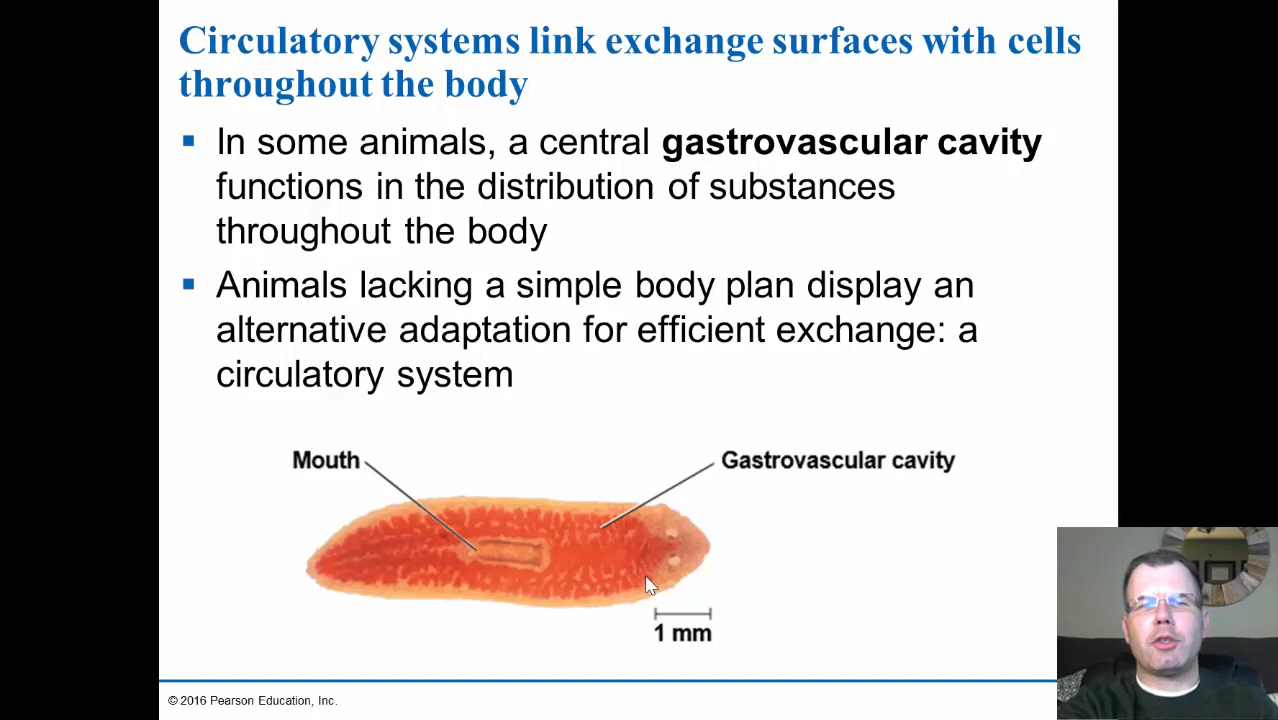 Circulatory systems link exchange surfaces with cells
throughout the body
In some animals, a central gastrovascular cavity
functions in the distribution of substances
throughout the body
Animals lacking a simple body plan display an
alternative adaptation for efficient exchange: a
circulatory system
Mouth
Gastrovascular cavity
1 mm
© 2016 Pearson Education, Inc.